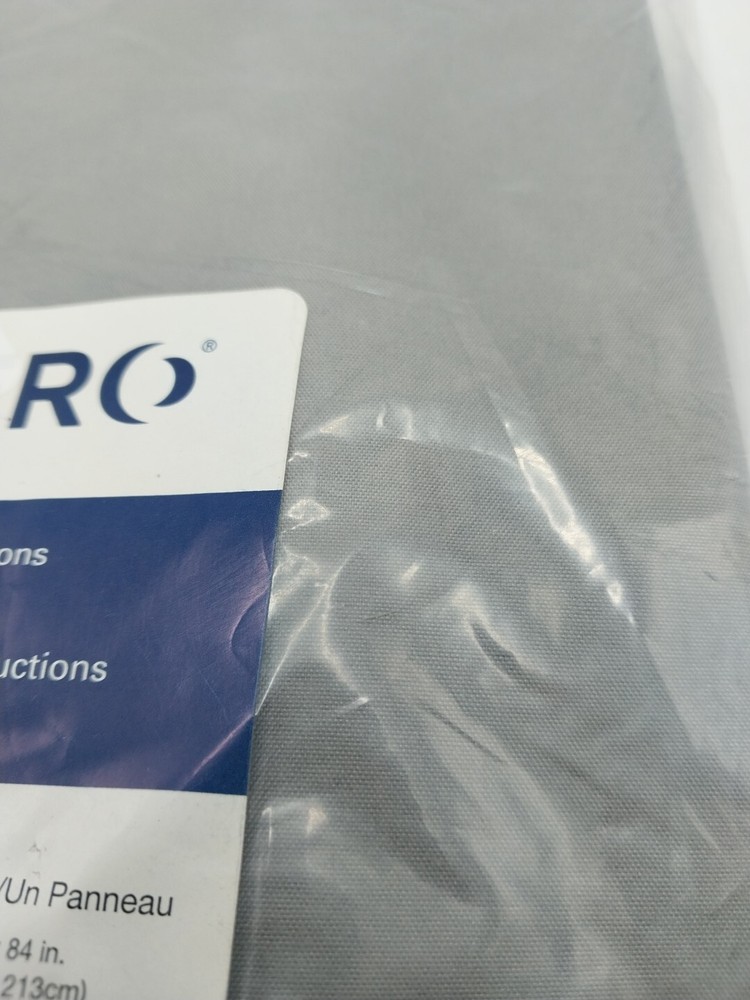 RO®
ons
uctions
/Un Panneau
84 in.
213cm)